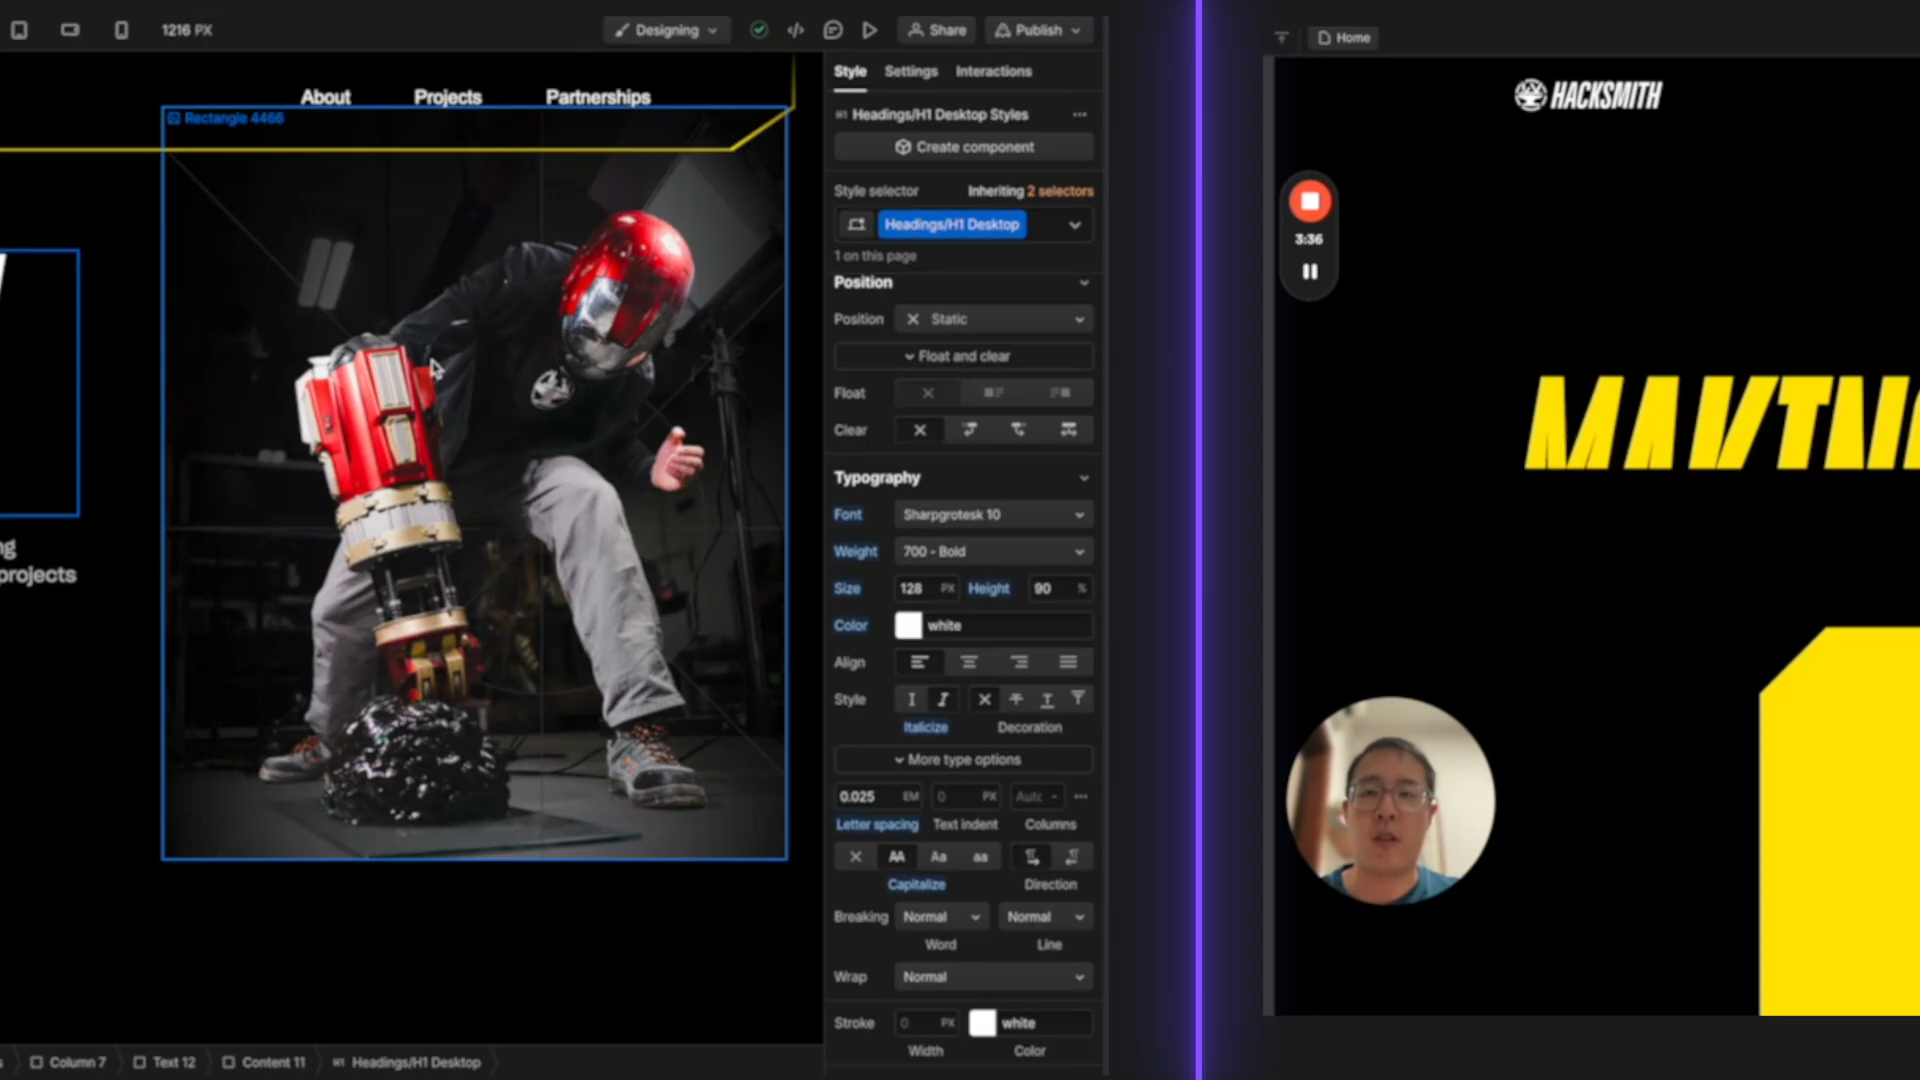 1216 PX
Designing
Share
Publish
Home
About
Projects
Partnerships
Rectangle 4466
projects
Style
Settings
Interactions
H1 Headings/H1 Desktop Styles
Create component
Style selector
Inheriting 2 selectors
Headings/H1 Desktop
1 on this page
Position
Position
Static
Float and clear
Float
Clear
Typography
Font
Sharpgrotesk 10
Weight
700 - Bold
Size
128 PX
Height
90 %
Color
white
Align
Style
Italicize
Decoration
More type options
0.025 EM
0 PX
Auto
Letter spacing
Text indent
Columns
AA
Aa
aa
Capitalize
Direction
Breaking
Normal
Normal
Word
Line
Wrap
Normal
Stroke
0 PX
white
Width
Color
Column 7
Text 12
Content 11
H1 Headings/H1 Desktop
HACKSMITH
3:36